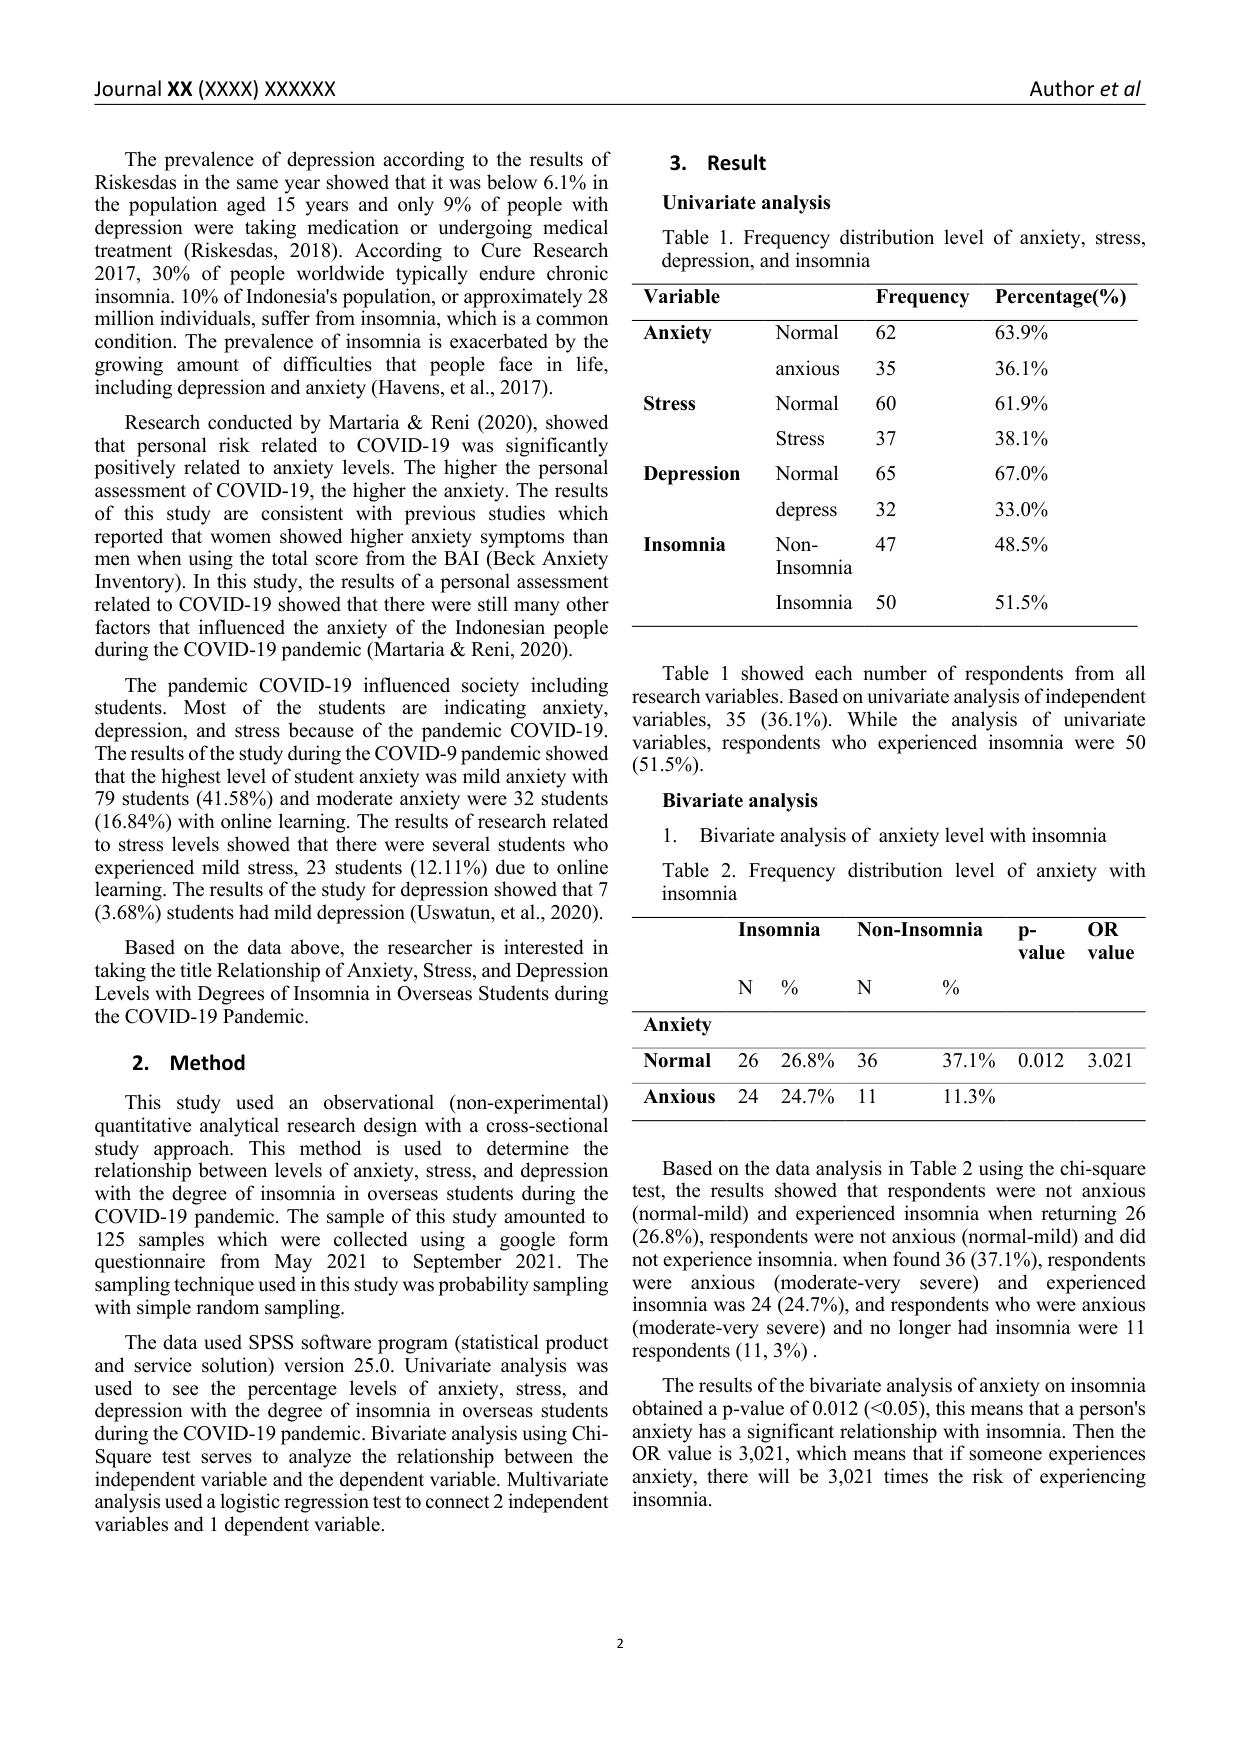 Journal XX (XXXX) XXXXXX
Author et al
The prevalence of depression according to the results of
Riskesdas in the same year showed that it was below 6.1% in
the population aged 15 years and only 9% of people with
depression were taking medication or undergoing medical
treatment (Riskesdas, 2018). According to Cure Research
2017, 30% of people worldwide typically endure chronic
insomnia. 10% of Indonesia's population, or approximately 28
million individuals, suffer from insomnia, which is a common
condition. The prevalence of insomnia is exacerbated by the
growing amount of difficulties that people face in life,
including depression and anxiety (Havens, et al., 2017).
Research conducted by Martaria & Reni (2020), showed
that personal risk related to COVID-19 was significantly
positively related to anxiety levels. The higher the personal
assessment of COVID-19, the higher the anxiety. The results
of this study are consistent with previous studies which
reported that women showed higher anxiety symptoms than
men when using the total score from the BAI (Beck Anxiety
Inventory). In this study, the results of a personal assessment
related to COVID-19 showed that there were still many other
factors that influenced the anxiety of the Indonesian people
during the COVID-19 pandemic (Martaria & Reni, 2020).
The pandemic COVID-19 influenced society including
students. Most of the students are indicating anxiety,
depression, and stress because of the pandemic COVID-19.
The results of the study during the COVID-9 pandemic showed
that the highest level of student anxiety was mild anxiety with
79 students (41.58%) and moderate anxiety were 32 students
(16.84%) with online learning. The results of research related
to stress levels showed that there were several students who
experienced mild stress, 23 students (12.11%) due to online
learning. The results of the study for depression showed that 7
(3.68%) students had mild depression (Uswatun, et al., 2020).
Based on the data above, the researcher is interested in
taking the title Relationship of Anxiety, Stress, and Depression
Levels with Degrees of Insomnia in Overseas Students during
the COVID-19 Pandemic.
2. Method
This study used an observational (non-experimental)
quantitative analytical research design with a cross-sectional
study approach. This method is used to determine the
relationship between levels of anxiety, stress, and depression
with the degree of insomnia in overseas students during the
COVID-19 pandemic. The sample of this study amounted to
125 samples which were collected using a google form
questionnaire from May 2021 to September 2021. The
sampling technique used in this study was probability sampling
with simple random sampling.
The data used SPSS software program (statistical product
and service solution) version 25.0. Univariate analysis was
used to see the percentage levels of anxiety, stress, and
depression with the degree of insomnia in overseas students
during the COVID-19 pandemic. Bivariate analysis using Chi-
Square test serves to analyze the relationship between the
independent variable and the dependent variable. Multivariate
analysis used a logistic regression test to connect 2 independent
variables and 1 dependent variable.
3. Result
Univariate analysis
Table 1. Frequency distribution level of anxiety, stress,
depression, and insomnia
Variable Frequency Percentage(%)
Anxiety Normal 62 63.9%
anxious 35 36.1%
Stress Normal 60 61.9%
Stress 37 38.1%
Depression Normal 65 67.0%
depress 32 33.0%
Insomnia Non- 47 48.5%
Insomnia
Insomnia 50 51.5%
Table 1 showed each number of respondents from all
research variables. Based on univariate analysis of independent
variables, 35 (36.1%). While the analysis of univariate
variables, respondents who experienced insomnia were 50
(51.5%).
Bivariate analysis
1. Bivariate analysis of anxiety level with insomnia
Table 2. Frequency distribution level of anxiety with
insomnia
Insomnia Non-Insomnia p- OR
value value
N % N %
Anxiety
Normal 26 26.8% 36 37.1% 0.012 3.021
Anxious 24 24.7% 11 11.3%
Based on the data analysis in Table 2 using the chi-square
test, the results showed that respondents were not anxious
(normal-mild) and experienced insomnia when returning 26
(26.8%), respondents were not anxious (normal-mild) and did
not experience insomnia. when found 36 (37.1%), respondents
were anxious (moderate-very severe) and experienced
insomnia was 24 (24.7%), and respondents who were anxious
(moderate-very severe) and no longer had insomnia were 11
respondents (11, 3%) .
The results of the bivariate analysis of anxiety on insomnia
obtained a p-value of 0.012 (<0.05), this means that a person's
anxiety has a significant relationship with insomnia. Then the
OR value is 3,021, which means that if someone experiences
anxiety, there will be 3,021 times the risk of experiencing
insomnia.
2